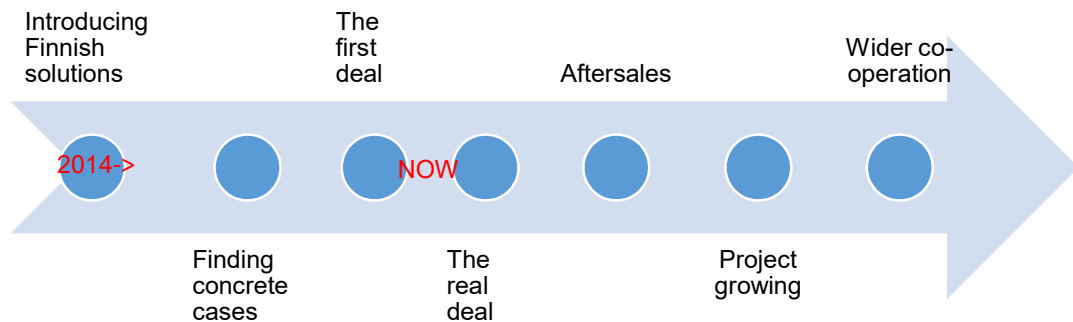 Introducing
Finnish
solutions
The
first
deal
Aftersales
Wider co-
operation
2014->
NOW
Finding
concrete
cases
The
real
deal
Project
growing